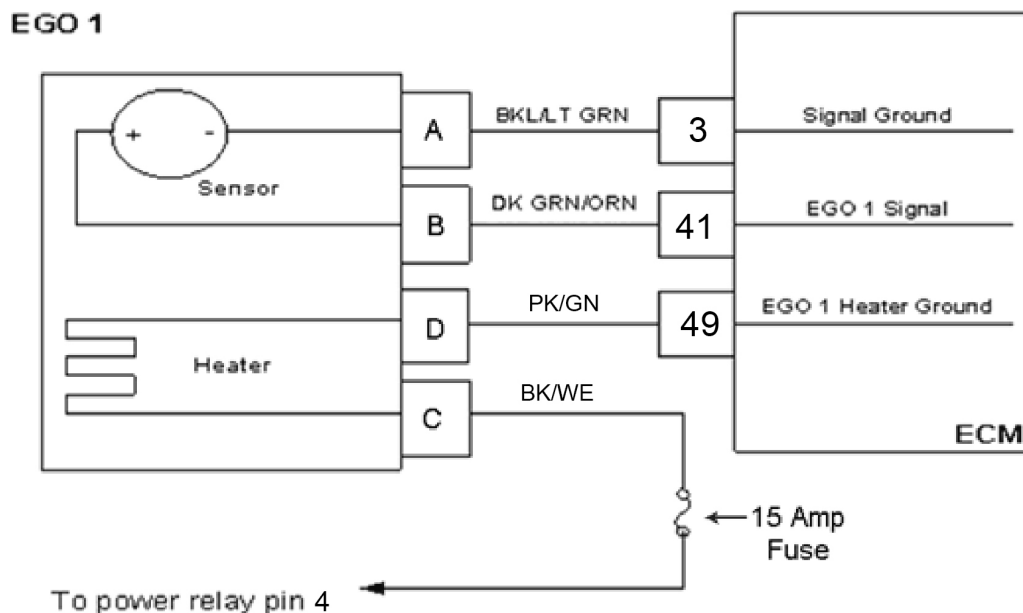 EGO 1
A
BKL/LT GRN
3
Signal Ground
+ -
Sensor
B
DK GRN/ORN
41
EGO 1 Signal
D
PK/GN
49
EGO 1 Heater Ground
Heater
C
BK/WE
ECM
15 Amp
Fuse
To power relay pin 4